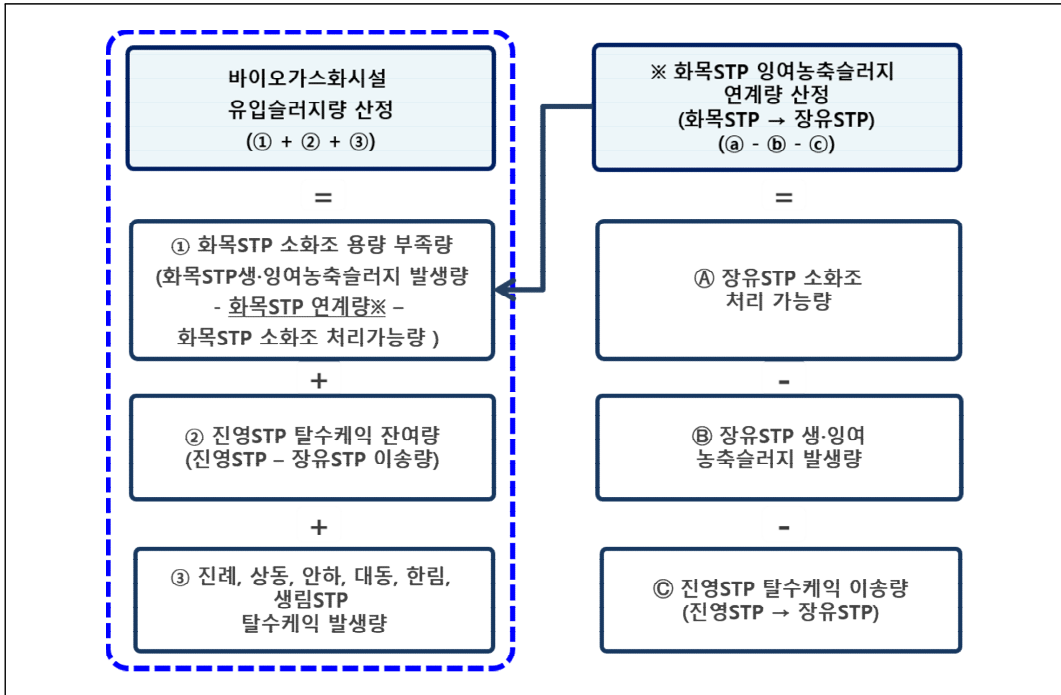 바이오가스화시설
유입슬러지량 산정
(① + ② + ③)
=
① 화목STP 소화조 용량 부족량
(화목STP생·잉여농축슬러지 발생량
- 화목STP 연계량※ –
화목STP 소화조 처리가능량 )
+
② 진영STP 탈수케익 잔여량
(진영STP – 장유STP 이송량)
+
③ 진례, 상동, 안하, 대동, 한림,
생림STP
탈수케익 발생량
※ 화목STP 잉여농축슬러지
연계량 산정
(화목STP → 장유STP)
(ⓐ - ⓑ - ⓒ)
=
Ⓐ 장유STP 소화조
처리 가능량
-
Ⓑ 장유STP 생·잉여
농축슬러지 발생량
-
Ⓒ 진영STP 탈수케익 이송량
(진영STP → 장유STP)